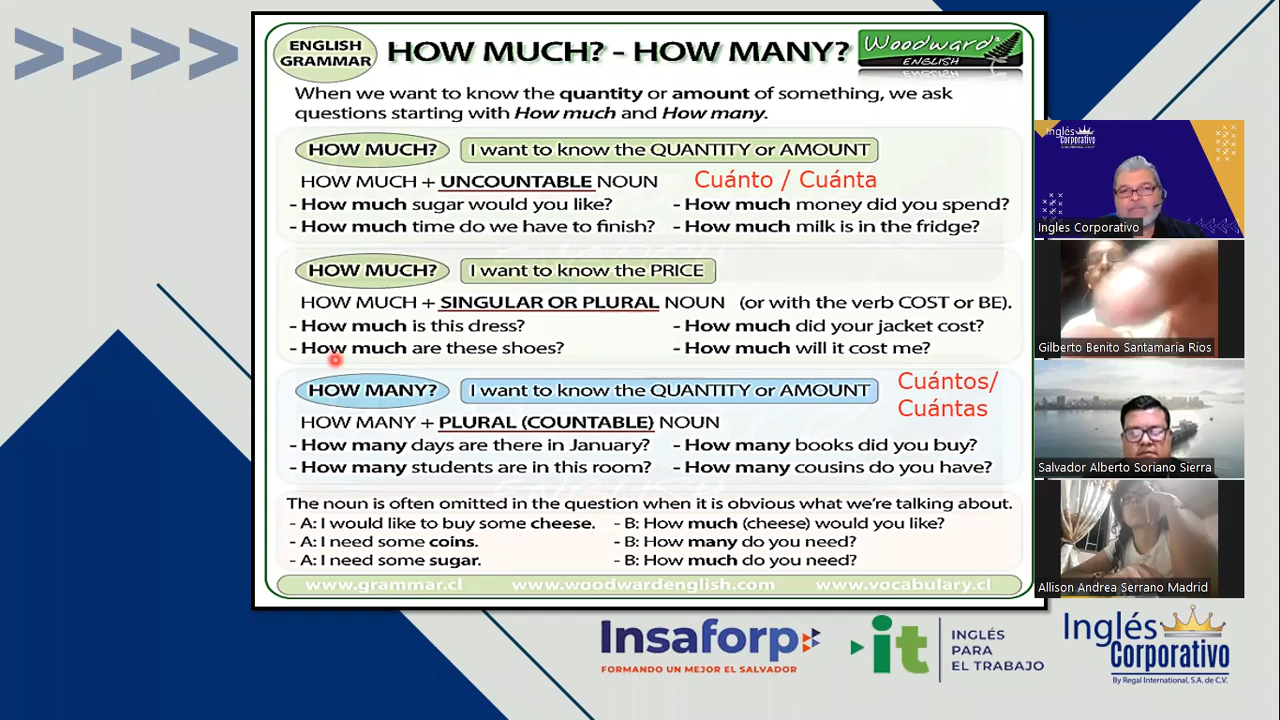 ENGLISH
GRAMMAR
HOW MUCH? - HOW MANY?
Woodward®
ENGLISH
When we want to know the quantity or amount of something, we ask
questions starting with How much and How many.
HOW MUCH?
I want to know the QUANTITY or AMOUNT
HOW MUCH + UNCOUNTABLE NOUN
Cuánto / Cuánta
- How much sugar would you like?
- How much money did you spend?
- How much time do we have to finish?
- How much milk is in the fridge?
HOW MUCH?
I want to know the PRICE
HOW MUCH + SINGULAR OR PLURAL NOUN (or with the verb COST or BE).
- How much is this dress?
- How much did your jacket cost?
- How much are these shoes?
- How much will it cost me?
HOW MANY?
I want to know the QUANTITY or AMOUNT
Cuántos/
Cuántas
HOW MANY + PLURAL (COUNTABLE) NOUN
- How many days are there in January?
- How many books did you buy?
- How many students are in this room?
- How many cousins do you have?
The noun is often omitted in the question when it is obvious what we're talking about.
- A: I would like to buy some cheese.
- B: How much (cheese) would you like?
- A: I need some coins.
- B: How many do you need?
- A: I need some sugar.
- B: How much do you need?
www.grammar.cl
www.woodwardenglish.com
www.vocabulary.cl
Inglés
Corporativo
Ingles Corporativo
Gilberto Benito Santamaria Rios
Salvador Alberto Soriano Sierra
Allison Andrea Serrano Madrid
Insaforp
FORMANDO UN MEJOR EL SALVADOR
it
INGLÉS
PARA
EL TRABAJO
Inglés
Corporativo
By Regal International, S.A. de C.V.